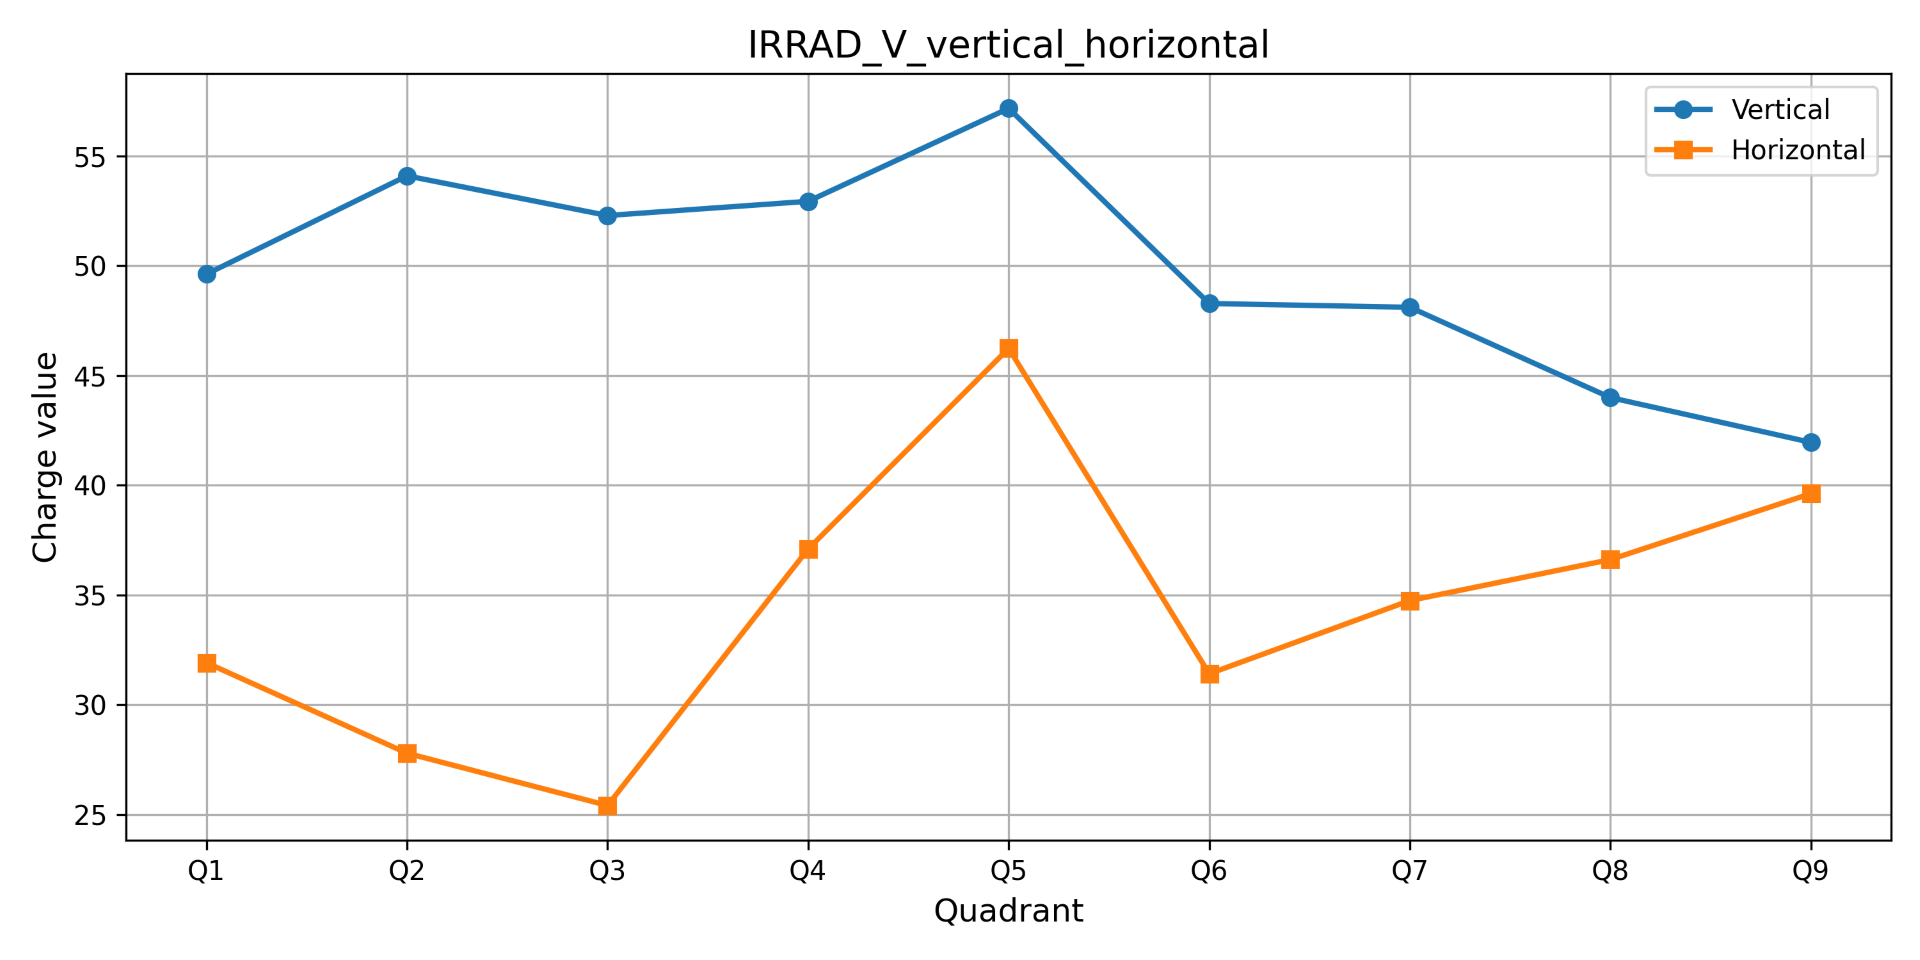 IRRAD_V_vertical_horizontal
Vertical
Horizontal
55
50
45
40
35
30
25
Charge value
Q1 Q2 Q3 Q4 Q5 Q6 Q7 Q8 Q9
Quadrant